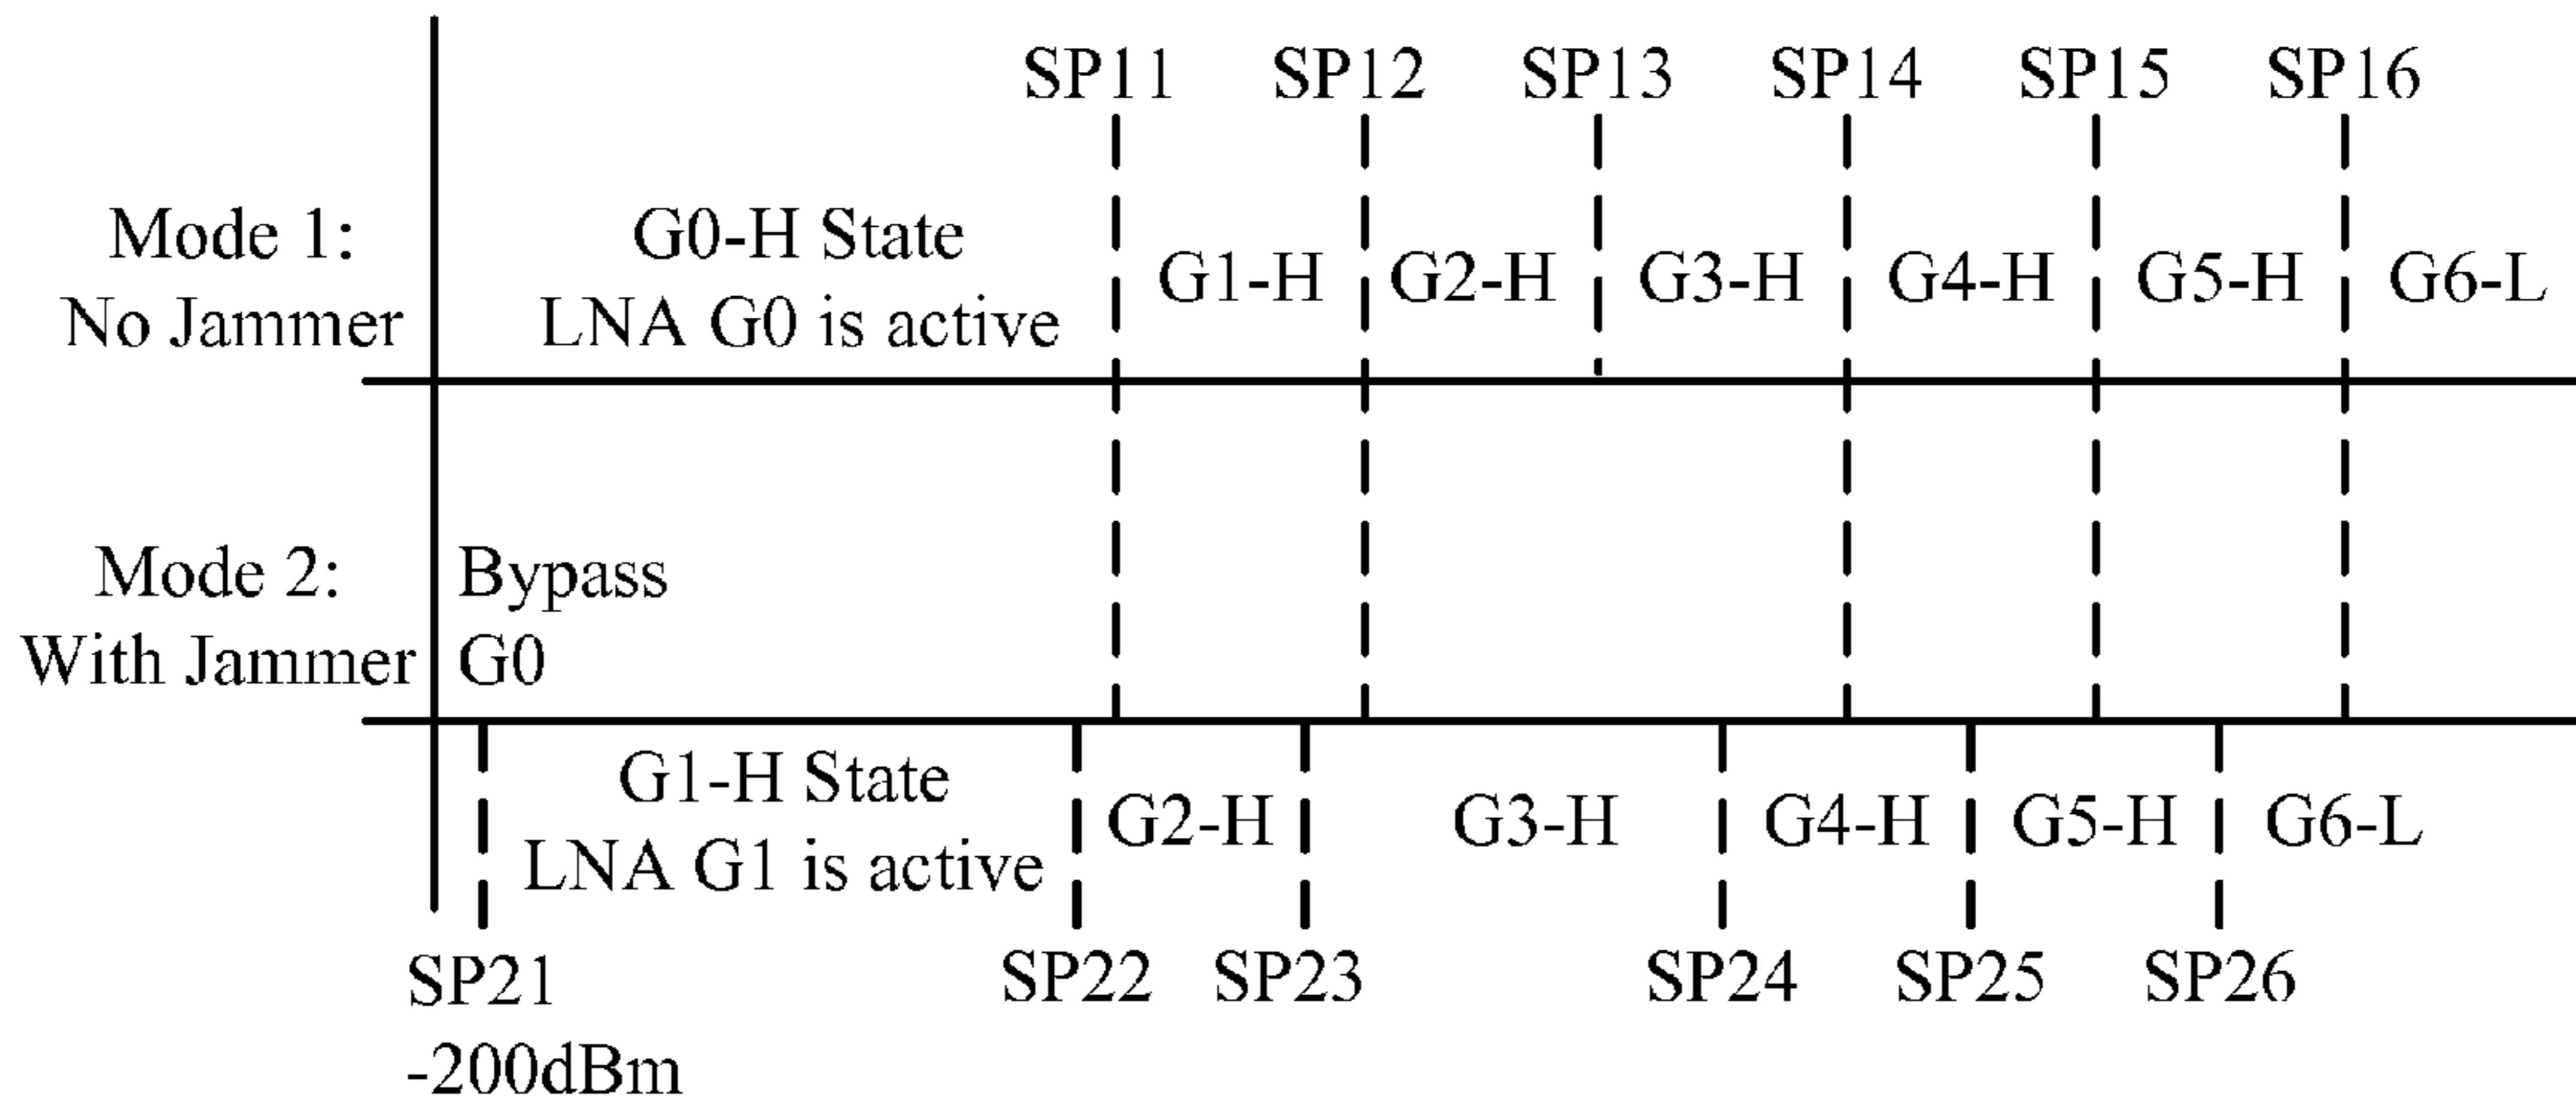 SP11 SP12 SP13 SP14 SP15 SP16
Mode 1:
No Jammer
G0-H State
LNA G0 is active
G1-H G2-H G3-H G4-H G5-H G6-L
Mode 2:
With Jammer
Bypass
G0
G1-H State
LNA G1 is active
G2-H G3-H G4-H G5-H G6-L
SP21 SP22 SP23 SP24 SP25 SP26
-200dBm